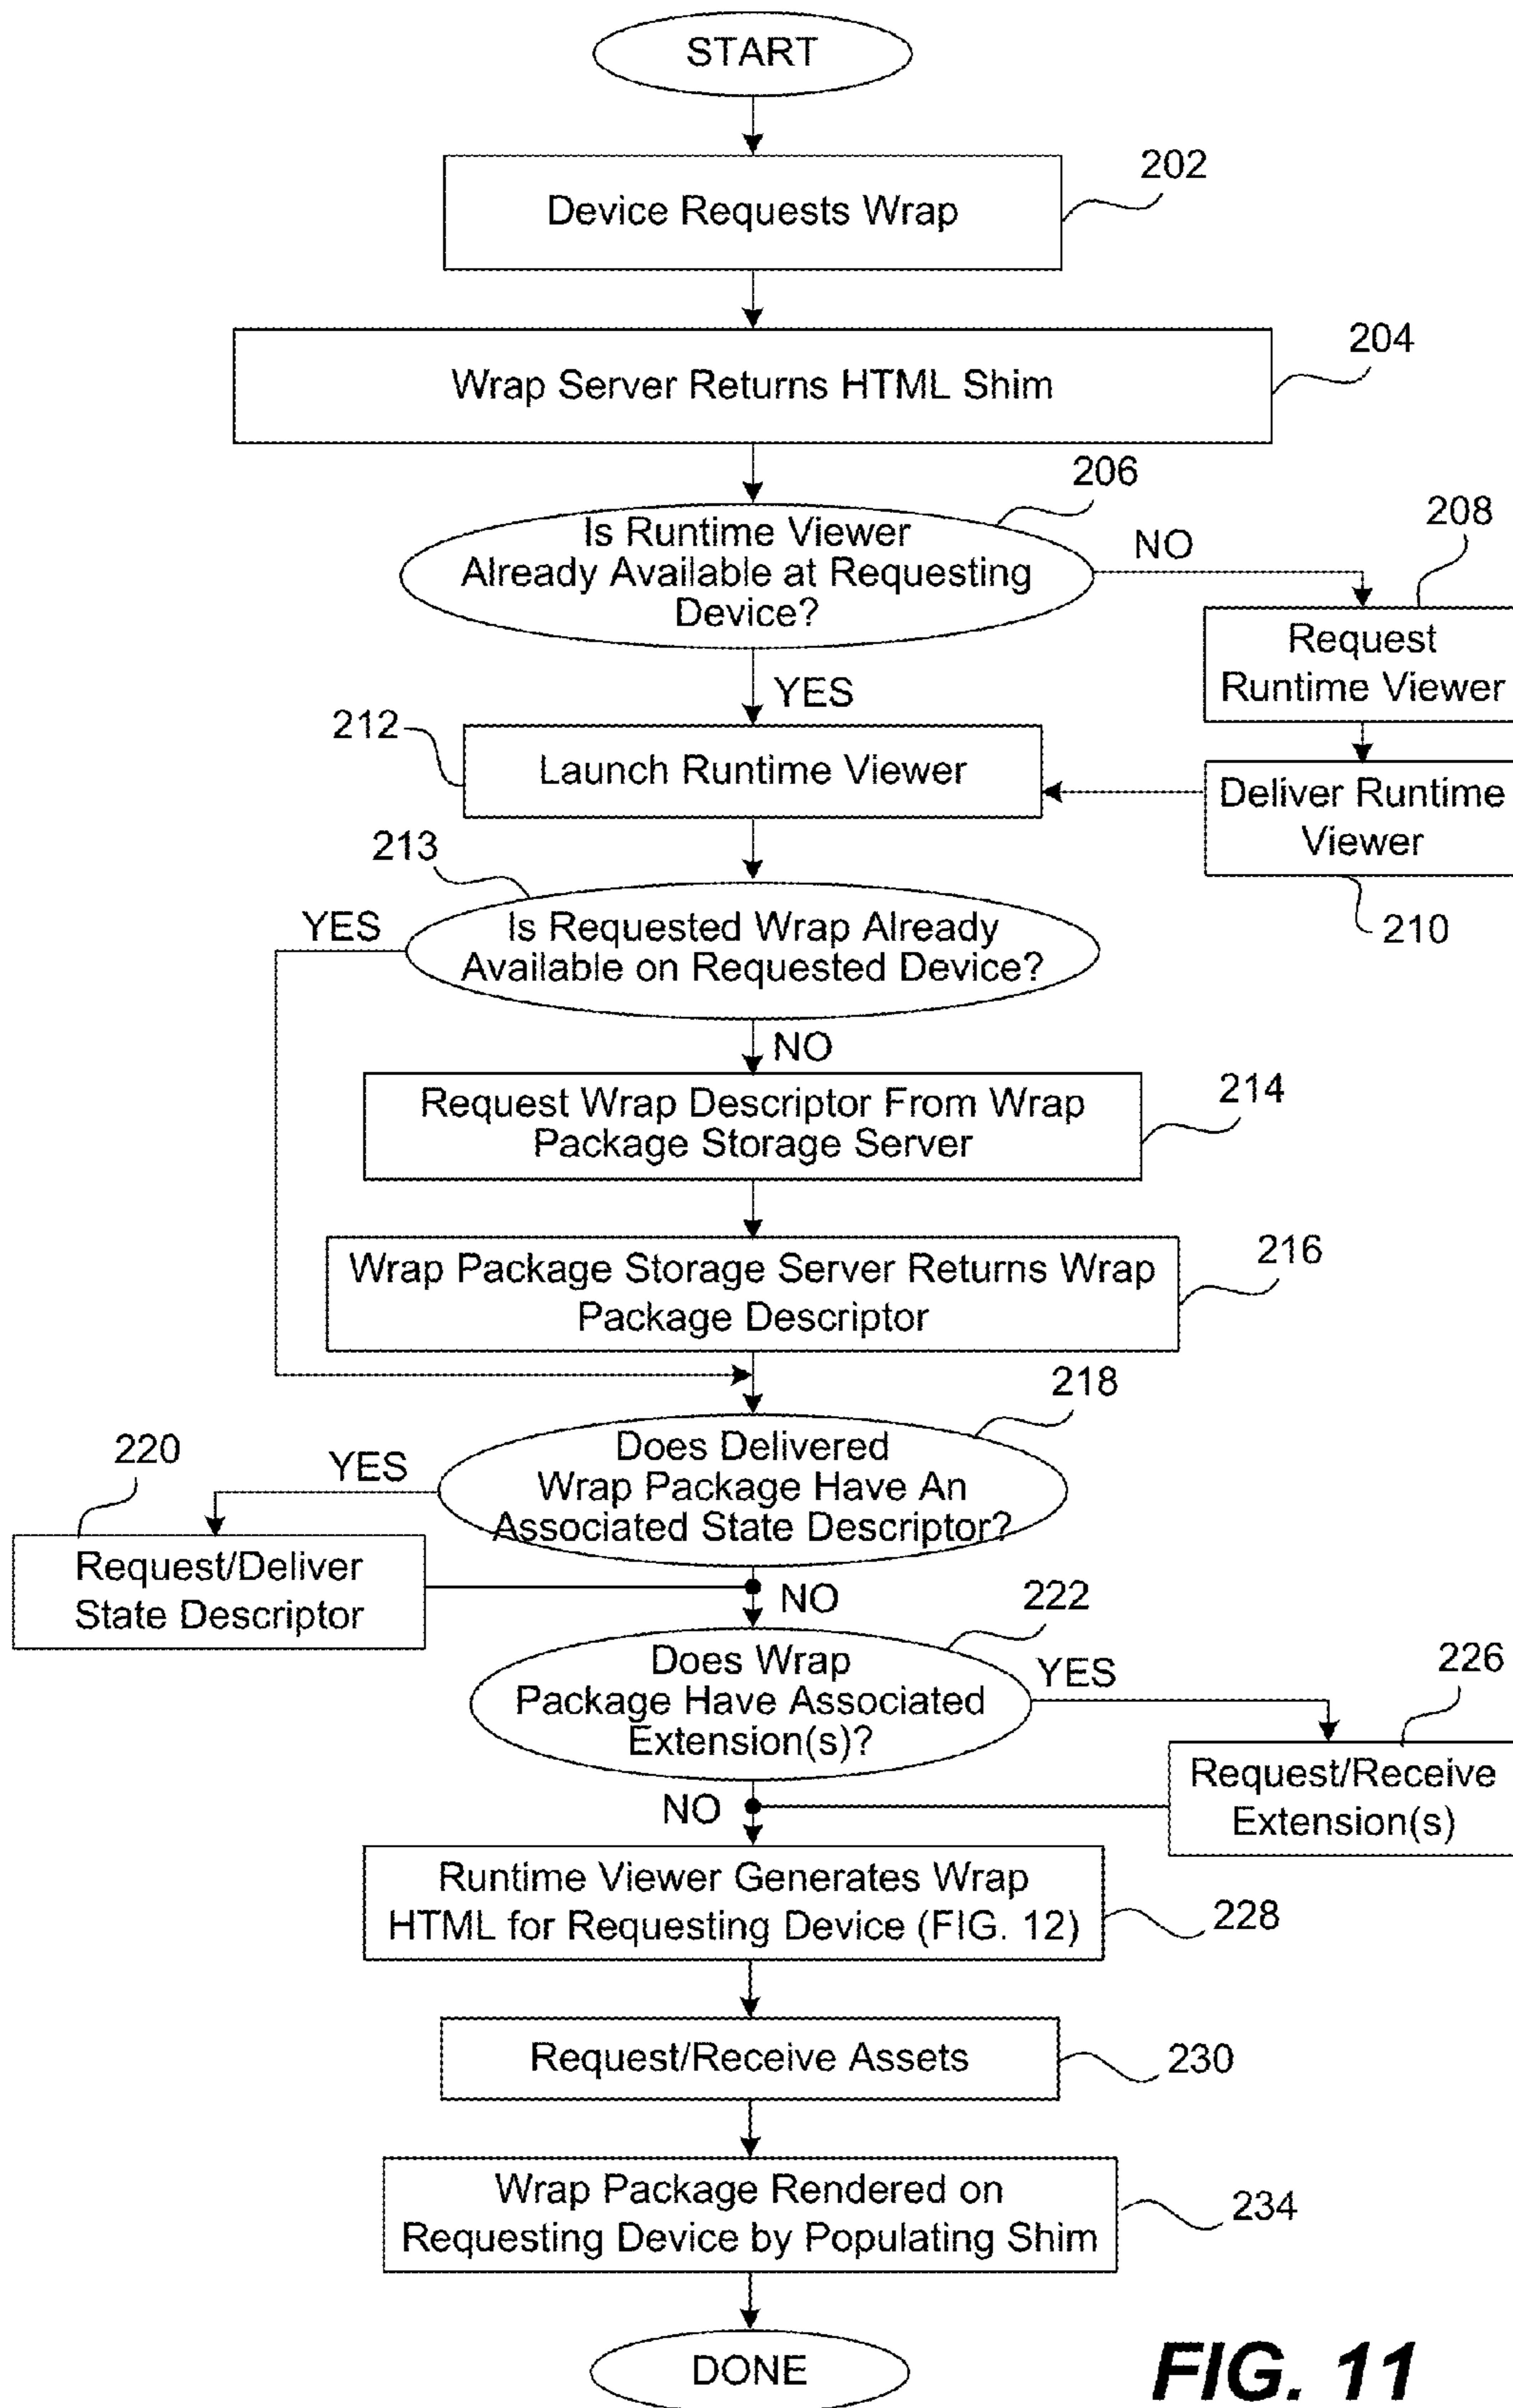 START
202
Device Requests Wrap
204
Wrap Server Returns HTML Shim
206
Is Runtime Viewer
Already Available at Requesting
Device?
NO
208
Request
Runtime Viewer
YES
212
Launch Runtime Viewer
Deliver Runtime
Viewer
210
213
YES
Is Requested Wrap Already
Available on Requested Device?
NO
214
Request Wrap Descriptor From Wrap
Package Storage Server
216
Wrap Package Storage Server Returns Wrap
Package Descriptor
218
Does Delivered
Wrap Package Have An
Associated State Descriptor?
YES
220
Request/Deliver
State Descriptor
NO
222
Does Wrap
Package Have Associated
Extension(s)?
YES
226
Request/Receive
Extension(s)
NO
Runtime Viewer Generates Wrap
HTML for Requesting Device (FIG. 12)
228
Request/Receive Assets
230
Wrap Package Rendered on
Requesting Device by Populating Shim
234
DONE
FIG. 11